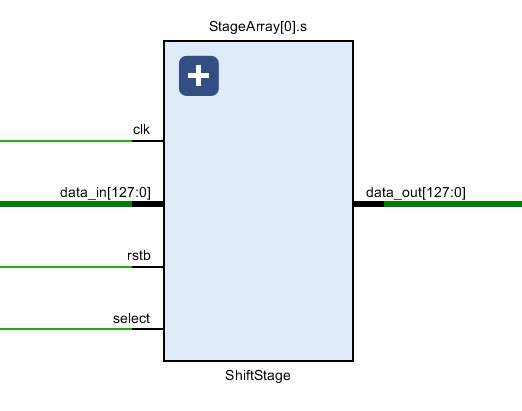 StageArray[0].s
clk
data_in[127:0]
data_out[127:0]
rstb
select
ShiftStage